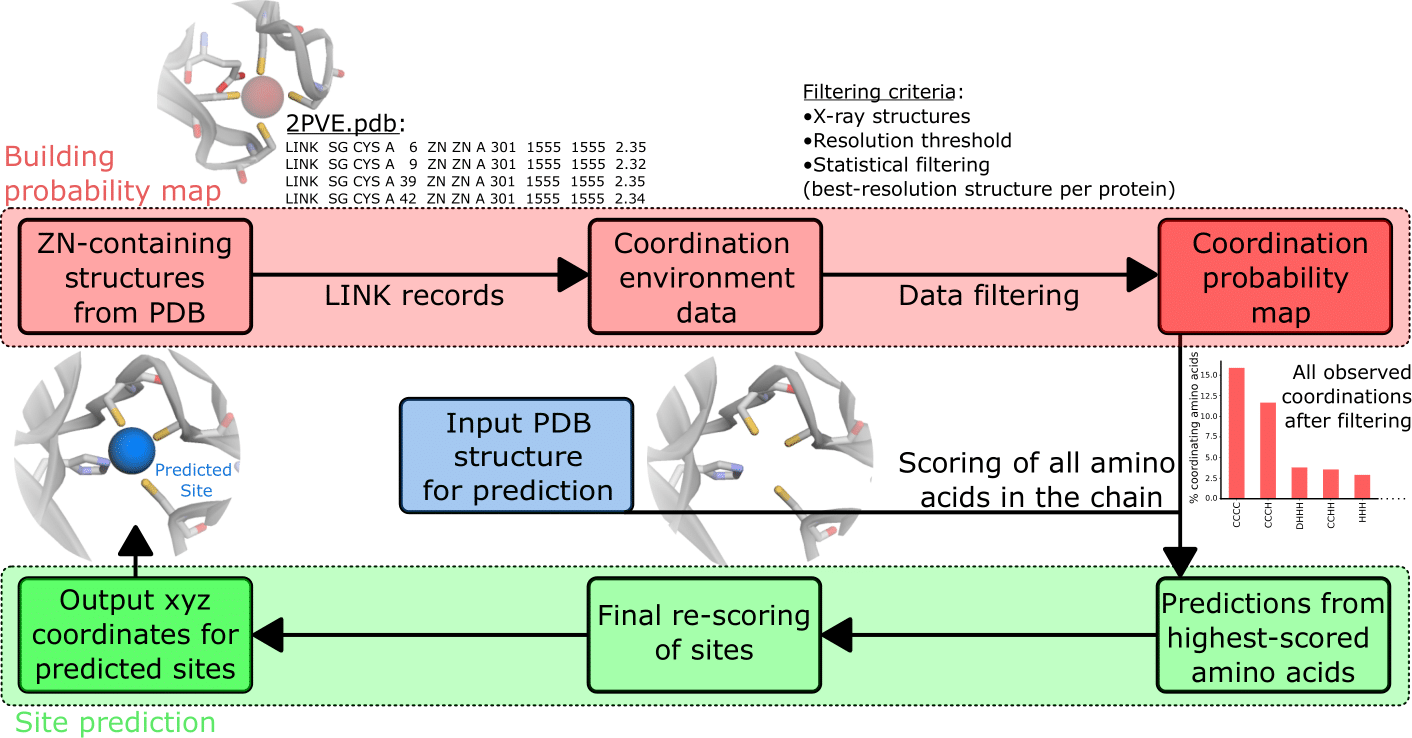 2PVE.pdb:
LINK SG CYS A 6 ZN ZN A 301 1555 1555 2.35
LINK SG CYS A 9 ZN ZN A 301 1555 1555 2.32
LINK SG CYS A 39 ZN ZN A 301 1555 1555 2.35
LINK SG CYS A 42 ZN ZN A 301 1555 1555 2.34
Filtering criteria:
•X-ray structures
•Resolution threshold
•Statistical filtering
(best-resolution structure per protein)
Building
probability map
ZN-containing
structures
from PDB
LINK records
Coordination
environment
data
Data filtering
Coordination
probability
map
% coordinating amino acids
15.0
12.5
10.0
7.5
5.0
2.5
0.0
CCCC
CCCH
DHHH
CCHH
HHH
All observed
coordinations
after filtering
Input PDB
structure
for prediction
Scoring of all amino
acids in the chain
Predicted
Site
Predictions from
highest-scored
amino acids
Final re-scoring
of sites
Output xyz
coordinates for
predicted sites
Site prediction